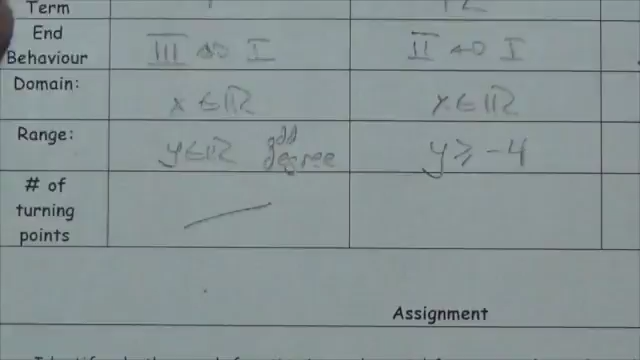 Term
End
Behaviour III to I II to I
Domain: x ∈ ℝ x ∈ ℝ
Range: y ∈ ℝ odd degree y ≥ -4
# of
turning
points
Assignment